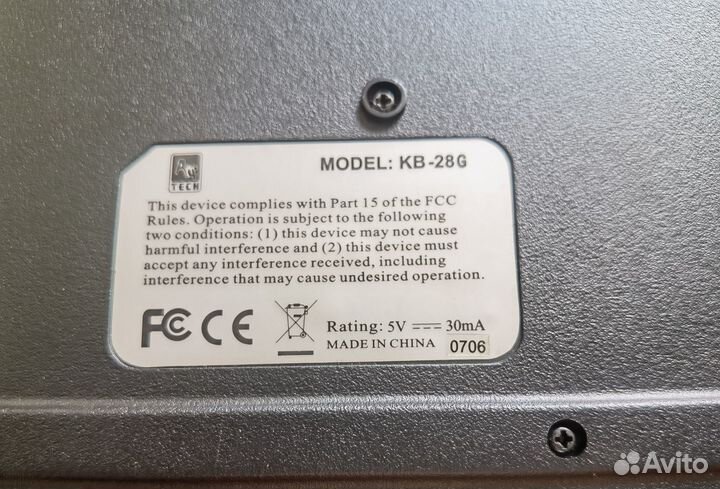 A4
TECH
MODEL: KB-28G
This device complies with Part 15 of the FCC
Rules. Operation is subject to the following
two conditions: (1) this device may not cause
harmful interference and (2) this device must
accept any interference received, including
interference that may cause undesired operation.
FC CE
Rating: 5V 30mA
MADE IN CHINA 0706
Avito